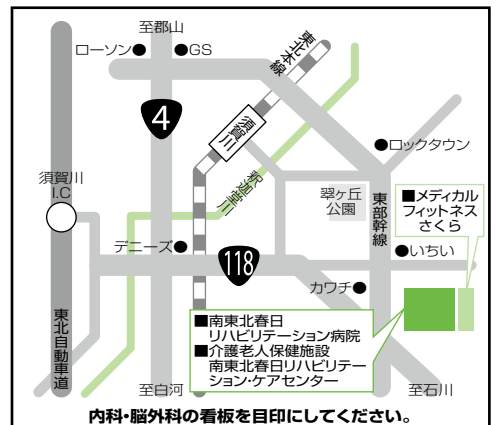 至郡山
ローソン●
●GS
東北本線
4
須賀川
●ロックタウン
須賀川
I.C
釈迦堂川
翠ヶ丘
公園
東部幹線
■メディカル
フィットネス
さくら
デニーズ●
118
●いちい
カワチ●
東北自動車道
■南東北春日
リハビリテーション病院
■介護老人保健施設
南東北春日リハビリテー
ション・ケアセンター
至白河
至石川
内科・脳外科の看板を目印にしてください。